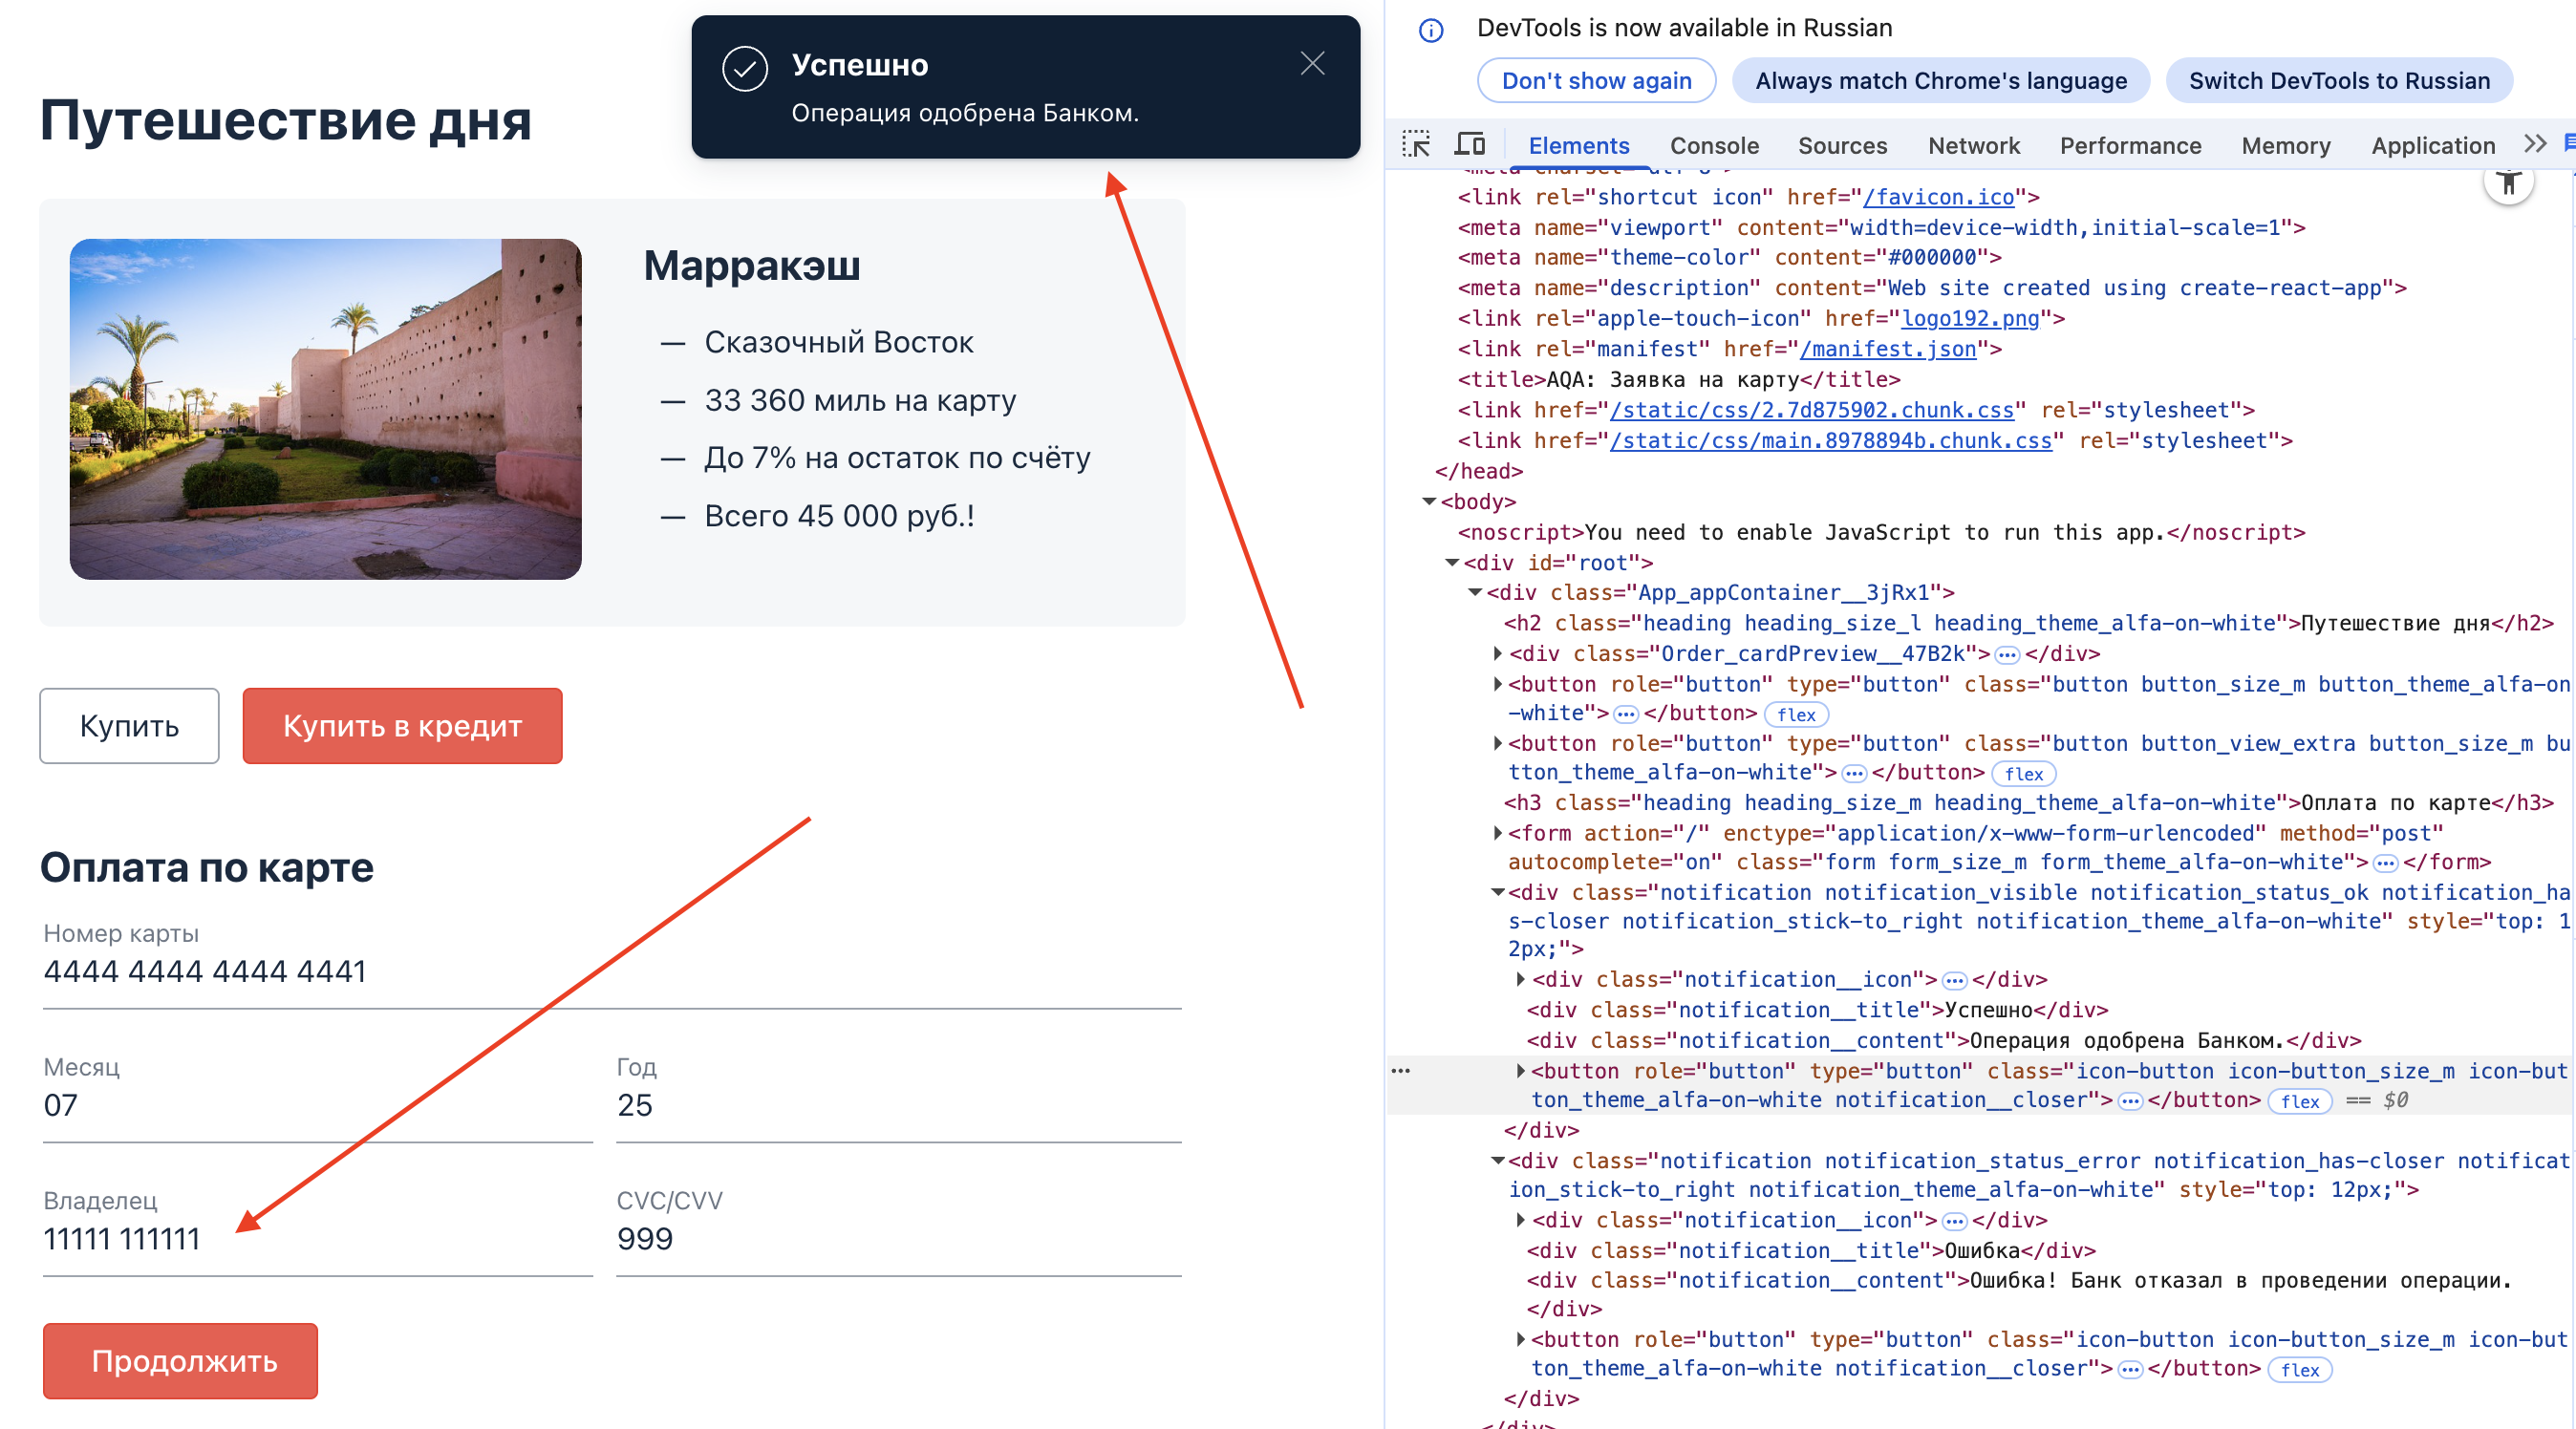 Успешно
Операция одобрена Банком.
Путешествие дня
Марракэш
— Сказочный Восток
— 33 360 миль на карту
— До 7% на остаток по счёту
— Всего 45 000 руб.!
Купить
Купить в кредит
Оплата по карте
Номер карты
4444 4444 4444 4441
Месяц
07
Год
25
Владелец
11111 111111
CVC/CVV
999
Продолжить
DevTools is now available in Russian
Don't show again
Always match Chrome's language
Switch DevTools to Russian
Elements Console Sources Network Performance Memory Application
<link rel="shortcut icon" href="/favicon.ico">
<meta name="viewport" content="width=device-width,initial-scale=1">
<meta name="theme-color" content="#000000">
<meta name="description" content="Web site created using create-react-app">
<link rel="apple-touch-icon" href="logo192.png">
<link rel="manifest" href="/manifest.json">
<title>AQA: Заявка на карту</title>
<link href="/static/css/2.7d875902.chunk.css" rel="stylesheet">
<link href="/static/css/main.8978894b.chunk.css" rel="stylesheet">
</head>
<body>
<noscript>You need to enable JavaScript to run this app.</noscript>
<div id="root">
<div class="App_appContainer__3jRx1">
<h2 class="heading heading_size_l heading_theme_alfa-on-white">Путешествие дня</h2>
<div class="Order_cardPreview__47B2k">…</div>
<button role="button" type="button" class="button button_size_m button_theme_alfa-on
-white">…</button> flex
<button role="button" type="button" class="button button_view_extra button_size_m bu
tton_theme_alfa-on-white">…</button> flex
<h3 class="heading heading_size_m heading_theme_alfa-on-white">Оплата по карте</h3>
<form action="/" enctype="application/x-www-form-urlencoded" method="post"
autocomplete="on" class="form form_size_m form_theme_alfa-on-white">…</form>
<div class="notification notification_visible notification_status_ok notification_ha
s-closer notification_stick-to_right notification_theme_alfa-on-white" style="top: 1
2px;">
<div class="notification__icon">…</div>
<div class="notification__title">Успешно</div>
<div class="notification__content">Операция одобрена Банком.</div>
<button role="button" type="button" class="icon-button icon-button_size_m icon-but
ton_theme_alfa-on-white notification__closer">…</button> flex == $0
</div>
<div class="notification notification_status_error notification_has-closer notificat
ion_stick-to_right notification_theme_alfa-on-white" style="top: 12px;">
<div class="notification__icon">…</div>
<div class="notification__title">Ошибка</div>
<div class="notification__content">Ошибка! Банк отказал в проведении операции.
</div>
<button role="button" type="button" class="icon-button icon-button_size_m icon-but
ton_theme_alfa-on-white notification__closer">…</button> flex
</div>